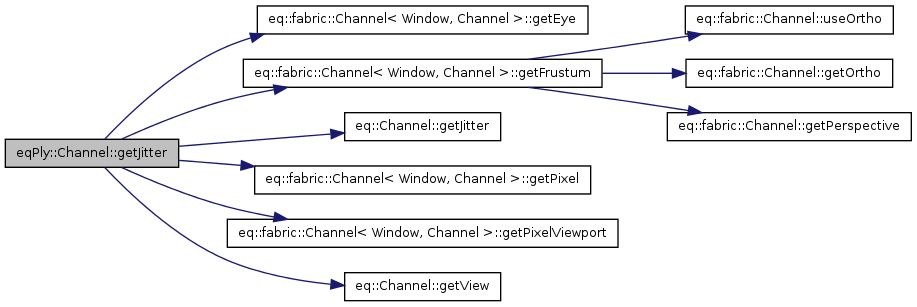 eq::fabric::Channel< Window, Channel >::getEye
eq::fabric::Channel::useOrtho
eq::fabric::Channel< Window, Channel >::getFrustum
eq::fabric::Channel::getOrtho
eq::Channel::getJitter
eq::fabric::Channel::getPerspective
eqPly::Channel::getJitter
eq::fabric::Channel< Window, Channel >::getPixel
eq::fabric::Channel< Window, Channel >::getPixelViewport
eq::Channel::getView